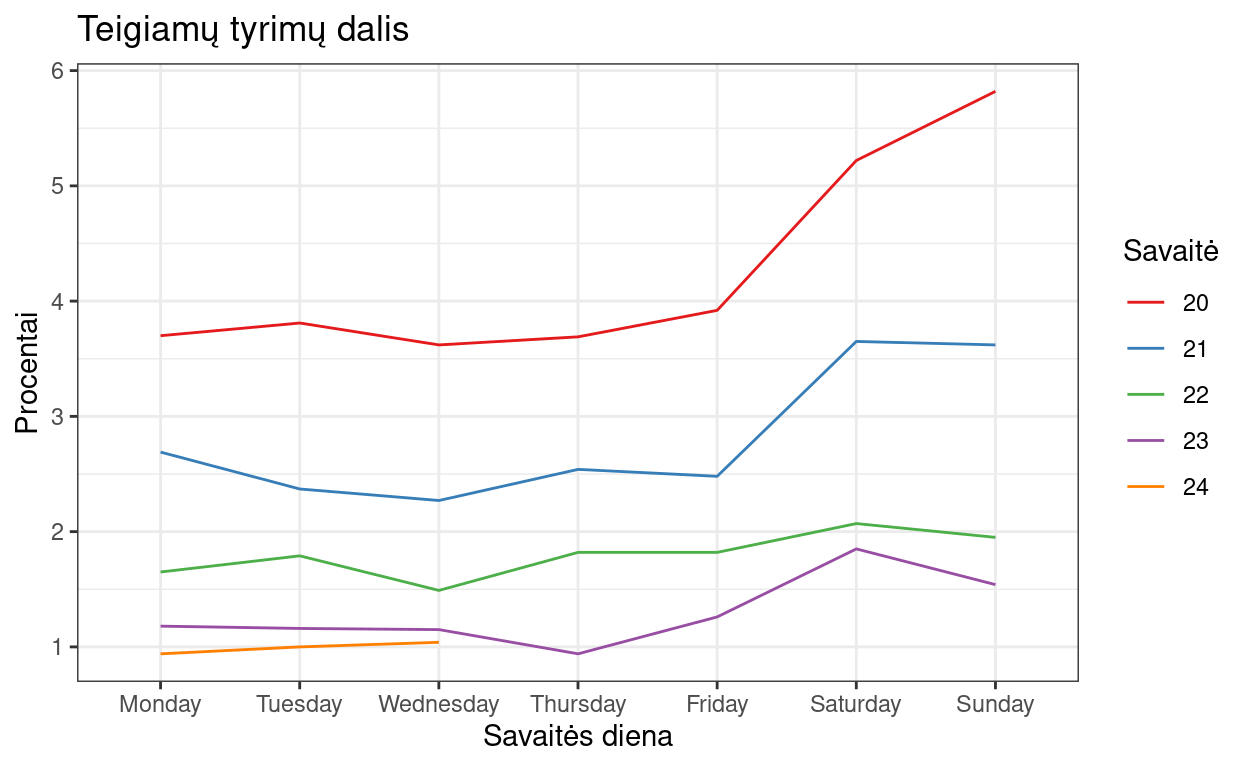 Teigiamų tyrimų dalis
Procentai
6
5
4
3
2
1
Monday Tuesday Wednesday Thursday Friday Saturday Sunday
Savaitės diena
Savaitė
20
21
22
23
24